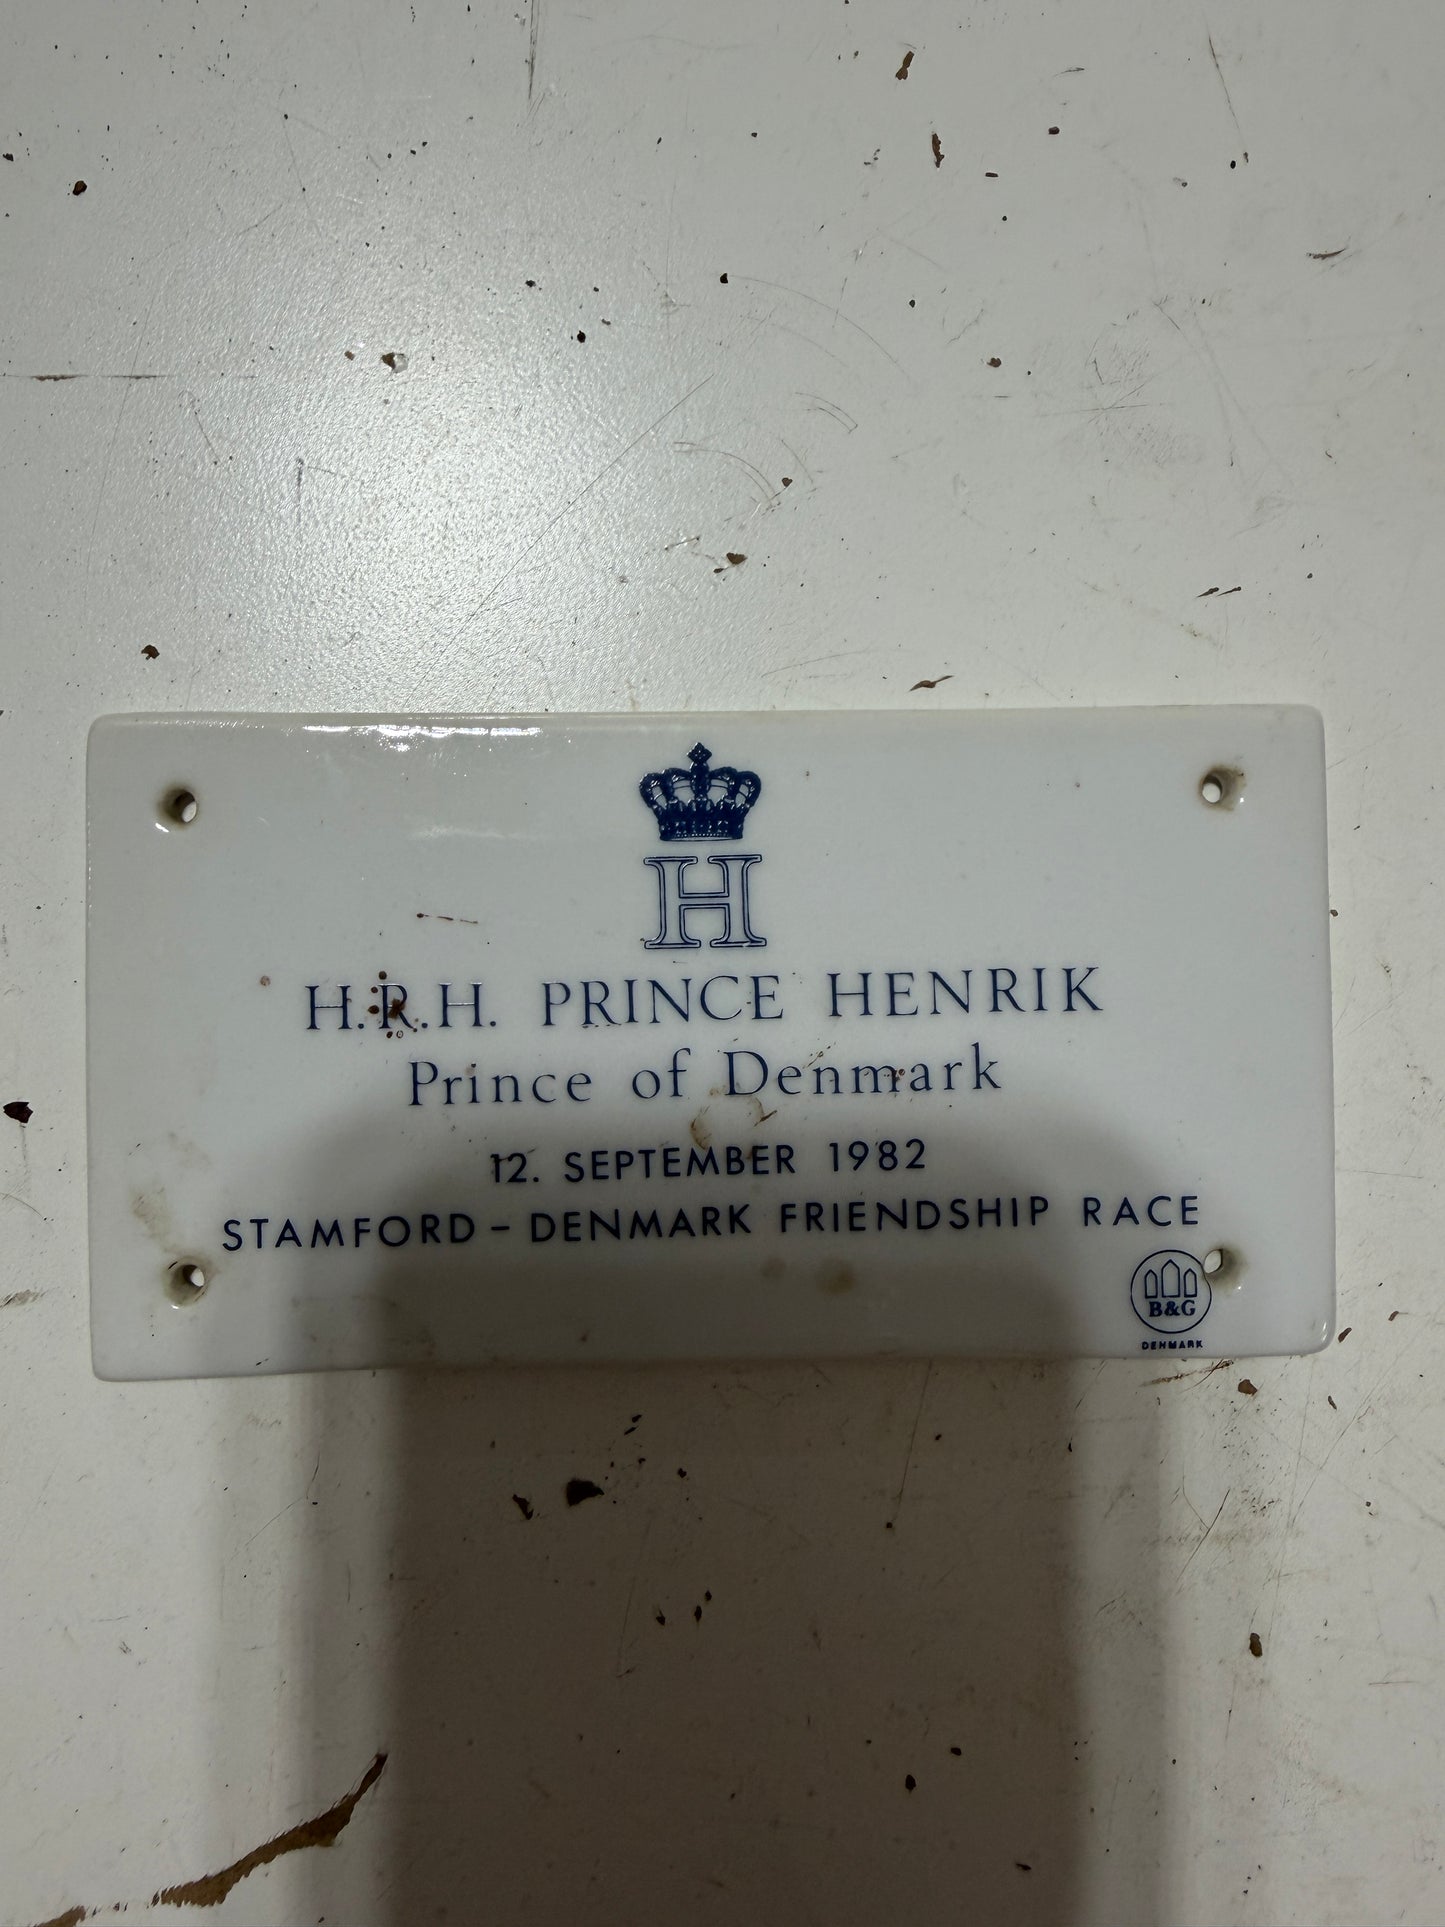 H
H.R.H. PRINCE HENRIK
Prince of Denmark
12. SEPTEMBER 1982
STAMFORD – DENMARK FRIENDSHIP RACE
B&G
DENMARK